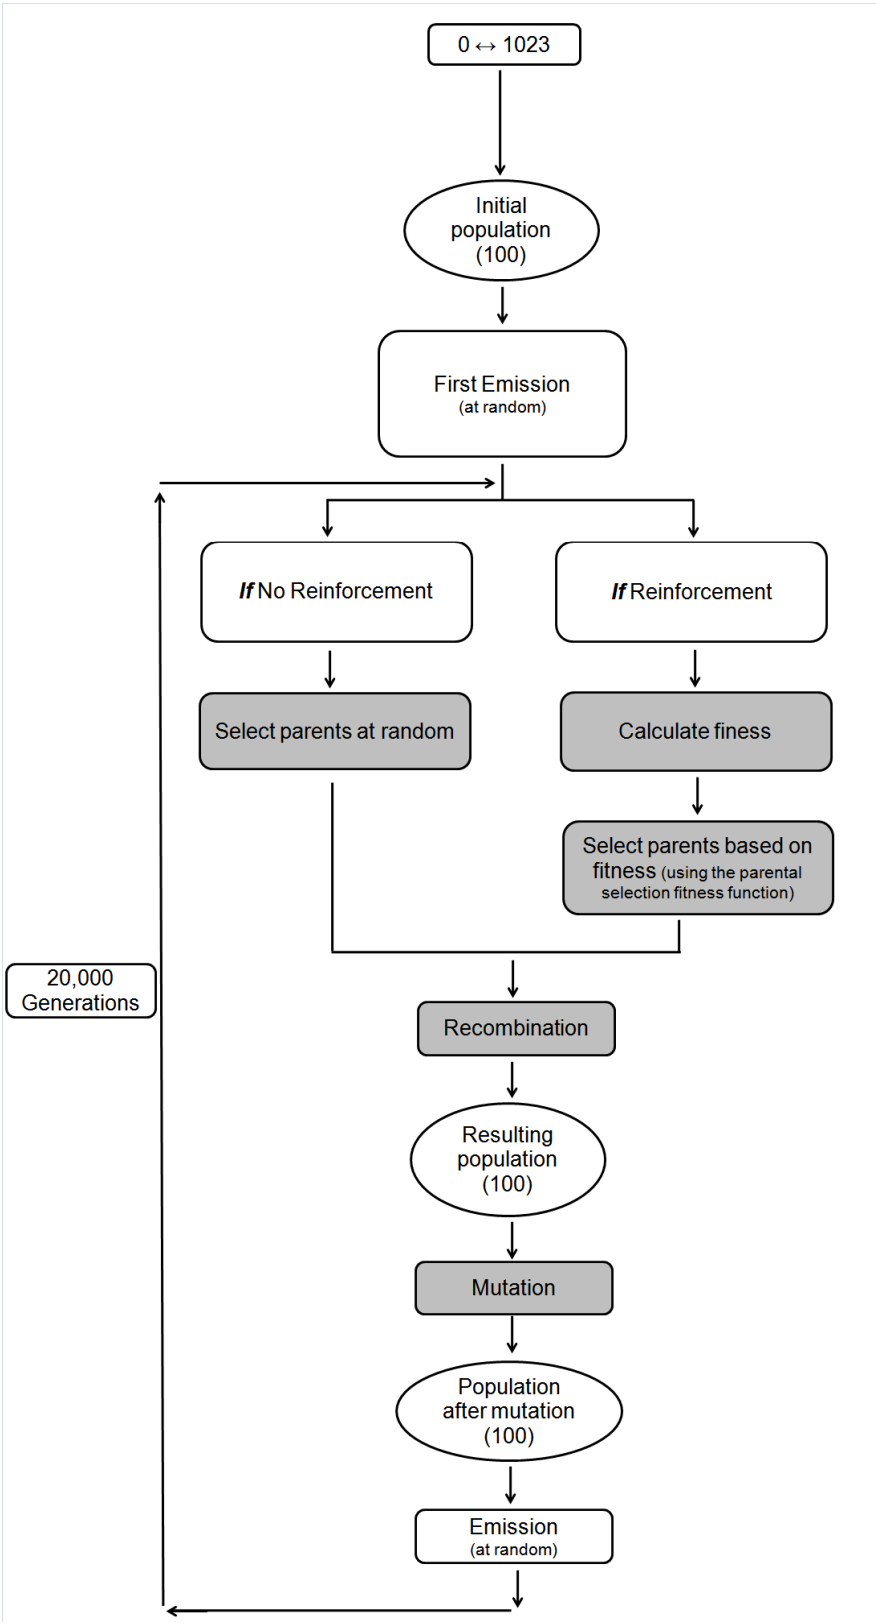 0 ↔ 1023
Initial
population
(100)
First Emission
(at random)
If No Reinforcement
If Reinforcement
Select parents at random
Calculate finess
Select parents based on
fitness (using the parental
selection fitness function)
20,000
Generations
Recombination
Resulting
population
(100)
Mutation
Population
after mutation
(100)
Emission
(at random)